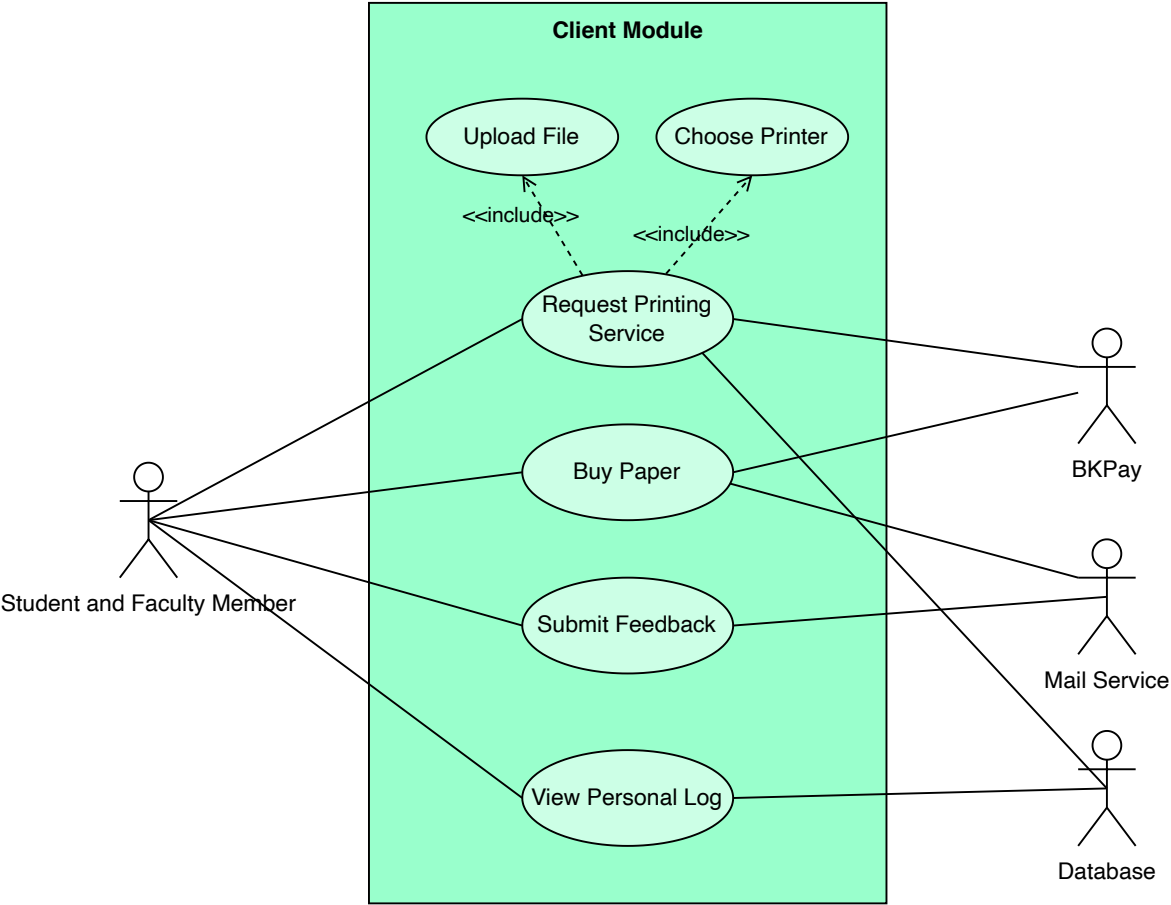 Client Module
Upload File
Choose Printer
<<include>>
<<include>>
Request Printing
Service
BKPay
Buy Paper
Student and Faculty Member
Submit Feedback
Mail Service
View Personal Log
Database